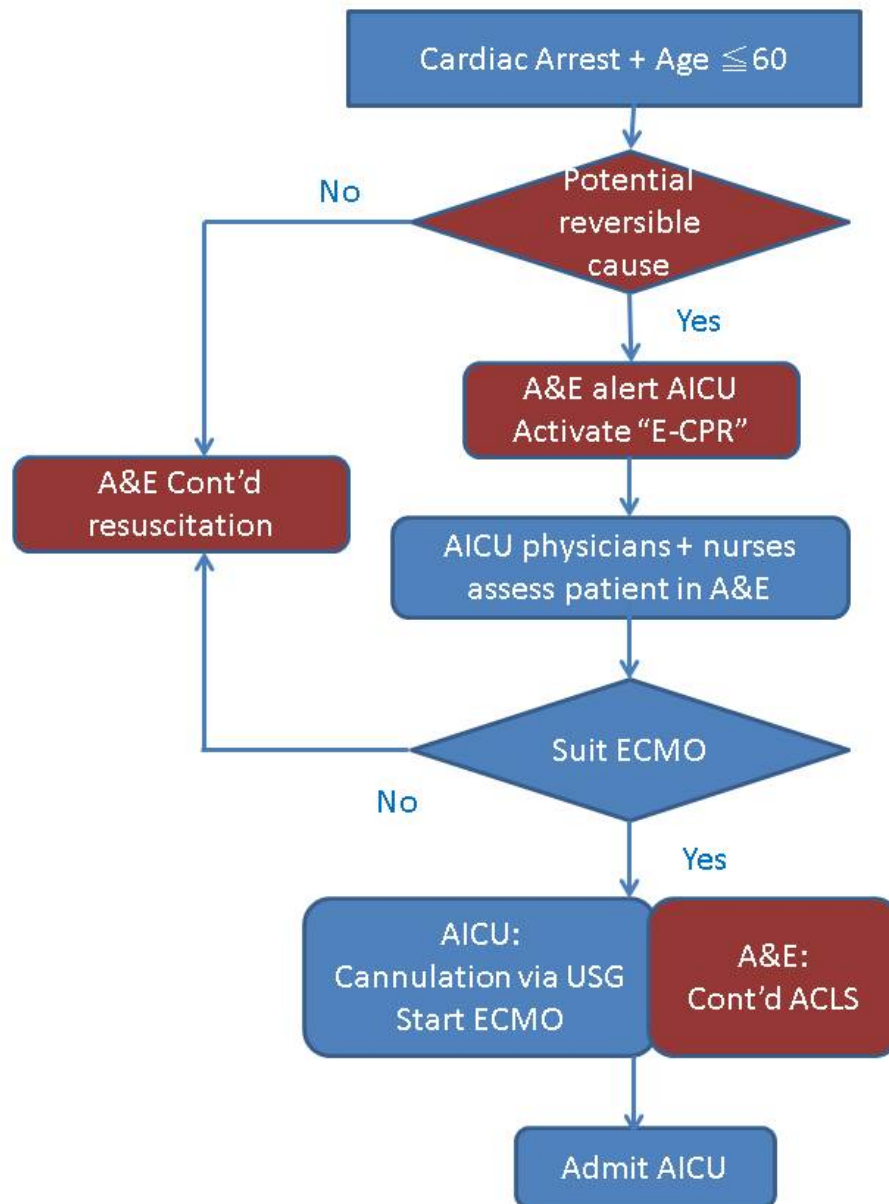 Cardiac Arrest + Age ≦60
No
Potential
reversible
cause
Yes
A&E alert AICU
Activate “E-CPR”
A&E Cont’d
resuscitation
AICU physicians + nurses
assess patient in A&E
Suit ECMO
No
Yes
AICU:
Cannulation via USG
Start ECMO
A&E:
Cont’d ACLS
Admit AICU